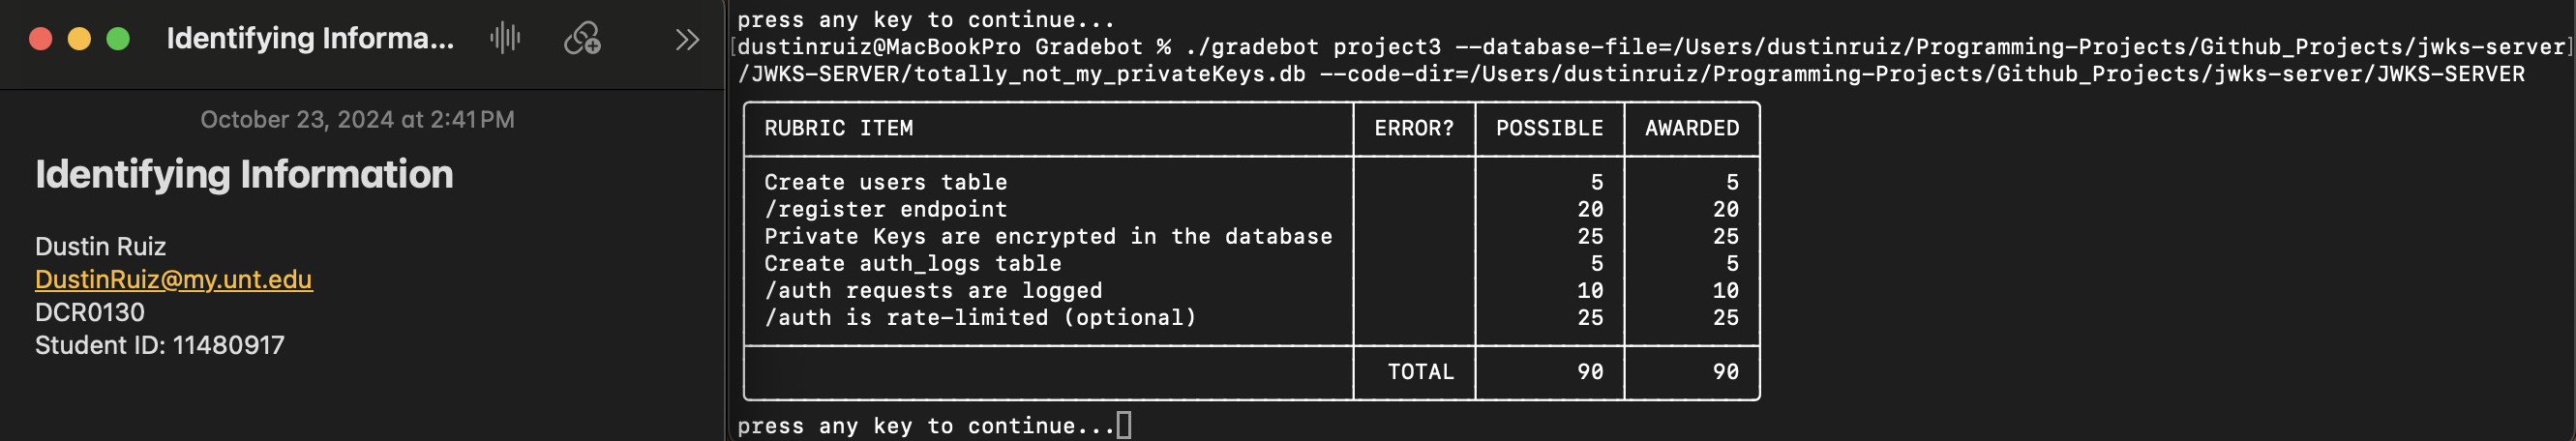 Identifying Informa...
October 23, 2024 at 2:41 PM
Identifying Information
Dustin Ruiz
DustinRuiz@my.unt.edu
DCR0130
Student ID: 11480917
press any key to continue...
[dustinruiz@MacBookPro Gradebot % ./gradebot project3 --database-file=/Users/dustinruiz/Programming-Projects/Github_Projects/jwks-server]
/JWKS-SERVER/totally_not_my_privateKeys.db --code-dir=/Users/dustinruiz/Programming-Projects/Github_Projects/jwks-server/JWKS-SERVER
RUBRIC ITEM ERROR? POSSIBLE AWARDED
Create users table 5 5
/register endpoint 20 20
Private Keys are encrypted in the database 25 25
Create auth_logs table 5 5
/auth requests are logged 10 10
/auth is rate-limited (optional) 25 25
TOTAL 90 90
press any key to continue...